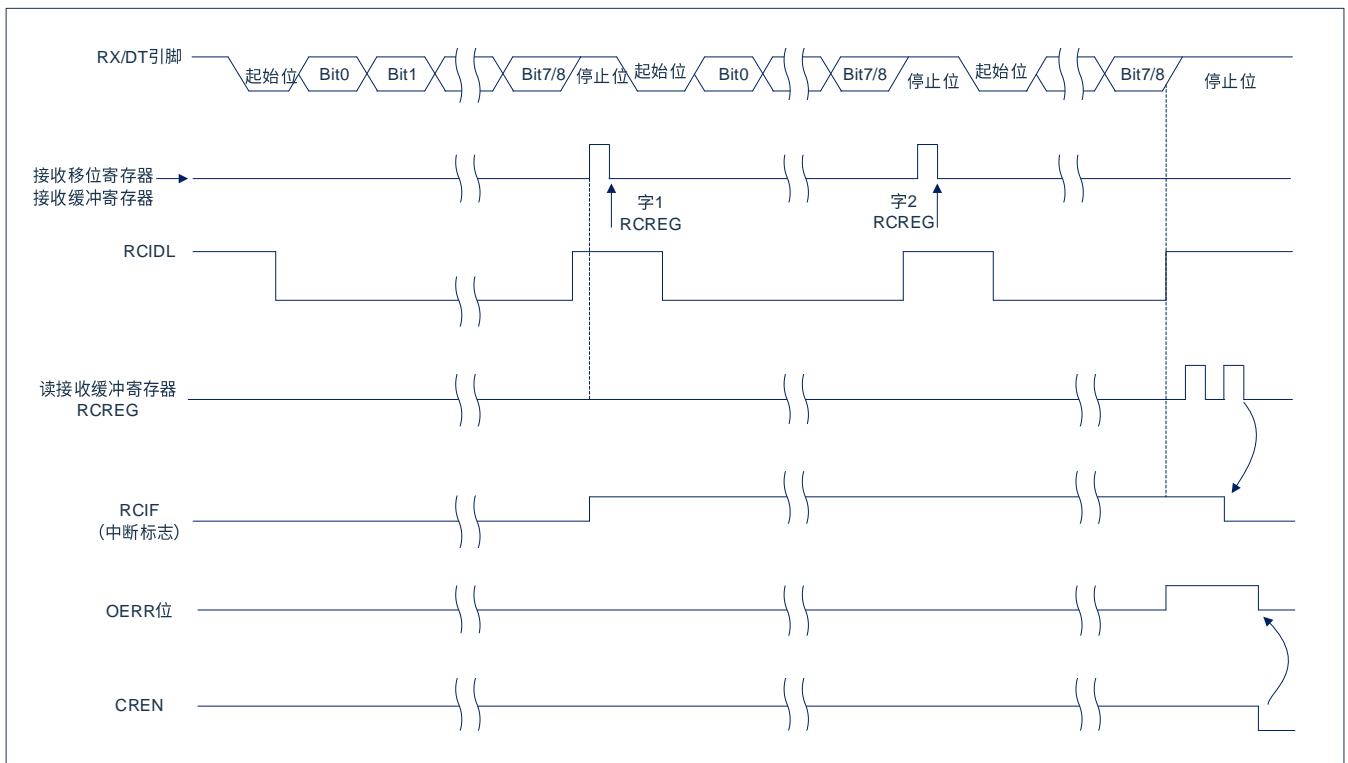 RX/DT引脚
起始位 Bit0 Bit1 Bit7/8 停止位 起始位 Bit0 Bit7/8 停止位 起始位 Bit7/8 停止位
接收移位寄存器
接收缓冲寄存器
字1
RCREG
字2
RCREG
RCIDL
读接收缓冲寄存器
RCREG
RCIF
(中断标志)
OERR位
CREN